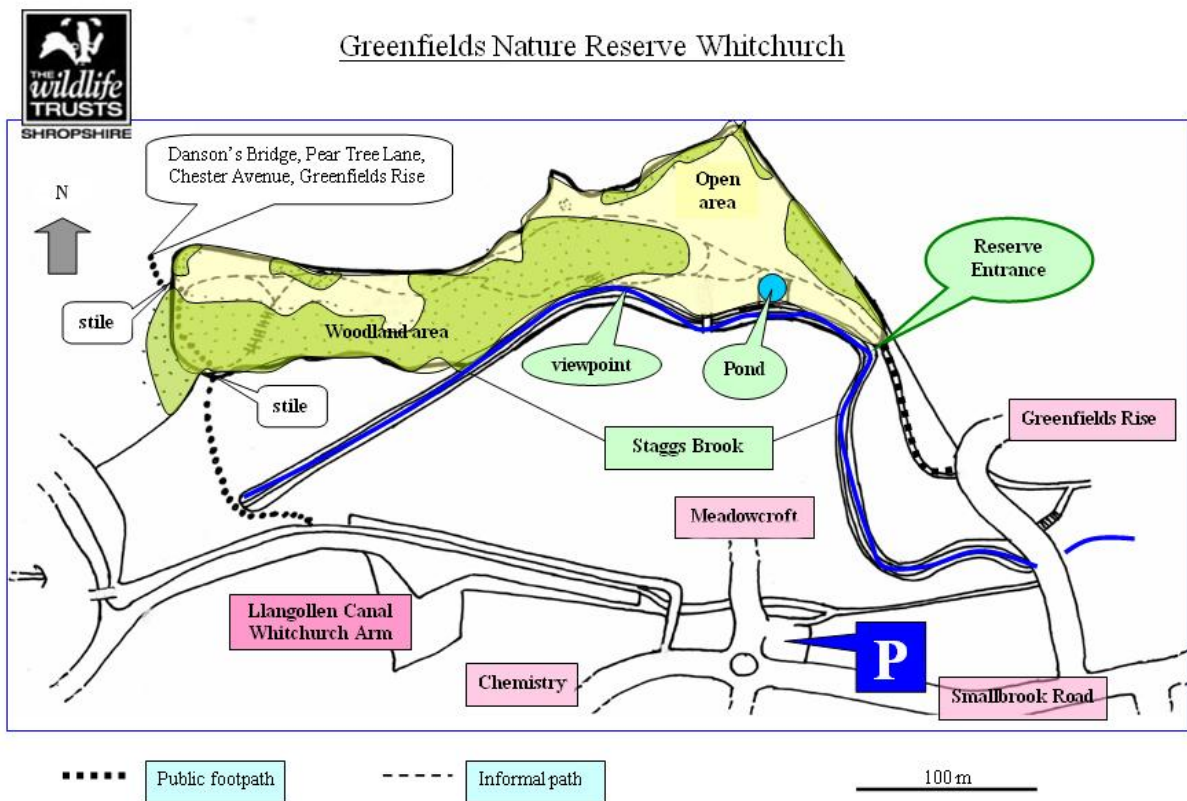 THE
wildlife
TRUSTS
SHROPSHIRE
Greenfields Nature Reserve Whitchurch
Danson's Bridge, Pear Tree Lane,
Chester Avenue, Greenfields Rise
N
Open
area
Reserve
Entrance
stile
Woodland area
viewpoint
Pond
stile
Greenfields Rise
Staggs Brook
Meadowcroft
Llangollen Canal
Whitchurch Arm
P
Chemistry
Smallbrook Road
Public footpath
Informal path
100 m